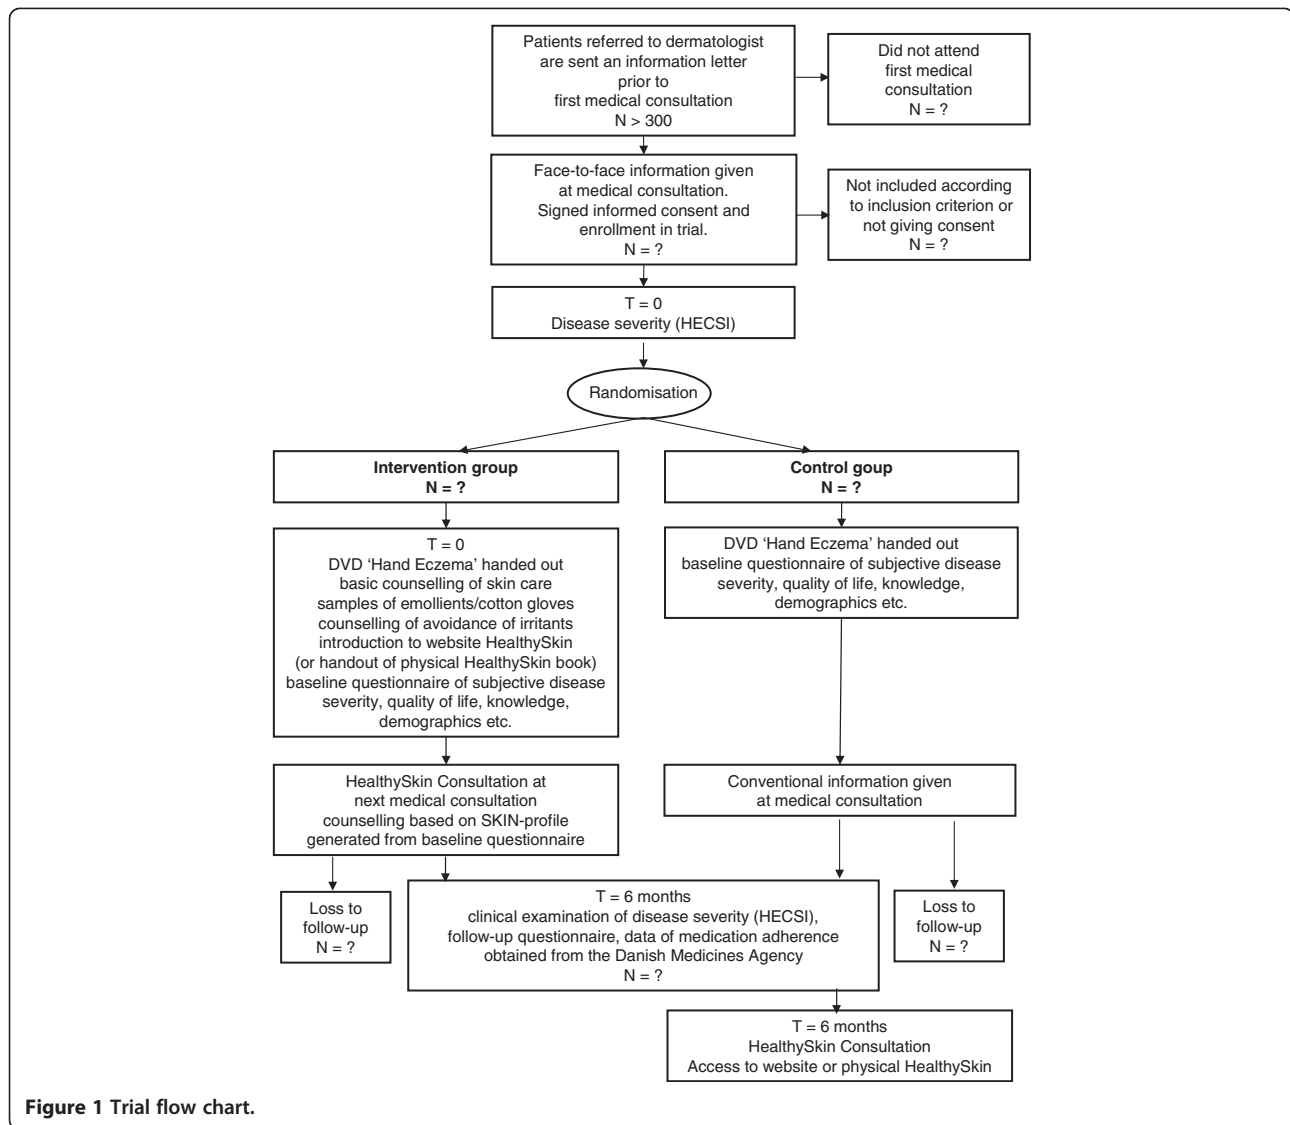 Patients referred to dermatologist
are sent an information letter
prior to
first medical consultation
N > 300
Did not attend
first medical
consultation
N = ?
Face-to-face information given
at medical consultation.
Signed informed consent and
enrollment in trial.
N = ?
Not included according
to inclusion criterion or
not giving consent
N = ?
T = 0
Disease severity (HECSI)
Randomisation
Intervention group
N = ?
Control goup
N = ?
T = 0
DVD ‘Hand Eczema’ handed out
basic counselling of skin care
samples of emollients/cotton gloves
counselling of avoidance of irritants
introduction to website HealthySkin
(or handout of physical HealthySkin book)
baseline questionnaire of subjective disease
severity, quality of life, knowledge,
demographics etc.
DVD ‘Hand Eczema’ handed out
baseline questionnaire of subjective disease
severity, quality of life, knowledge,
demographics etc.
HealthySkin Consultation at
next medical consultation
counselling based on SKIN-profile
generated from baseline questionnaire
Conventional information given
at medical consultation
Loss to
follow-up
N = ?
T = 6 months
clinical examination of disease severity (HECSI),
follow-up questionnaire, data of medication adherence
obtained from the Danish Medicines Agency
N = ?
Loss to
follow-up
N = ?
T = 6 months
HealthySkin Consultation
Access to website or physical HealthySkin
Figure 1 Trial flow chart.